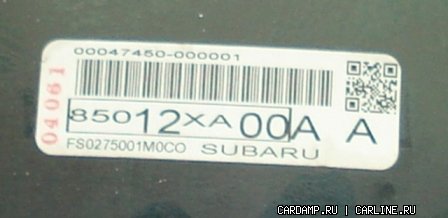 00047450-000001
04061
85012XA00A A
FS0275001M0CO SUBARU
CARDAMP.RU | CARLINE.RU